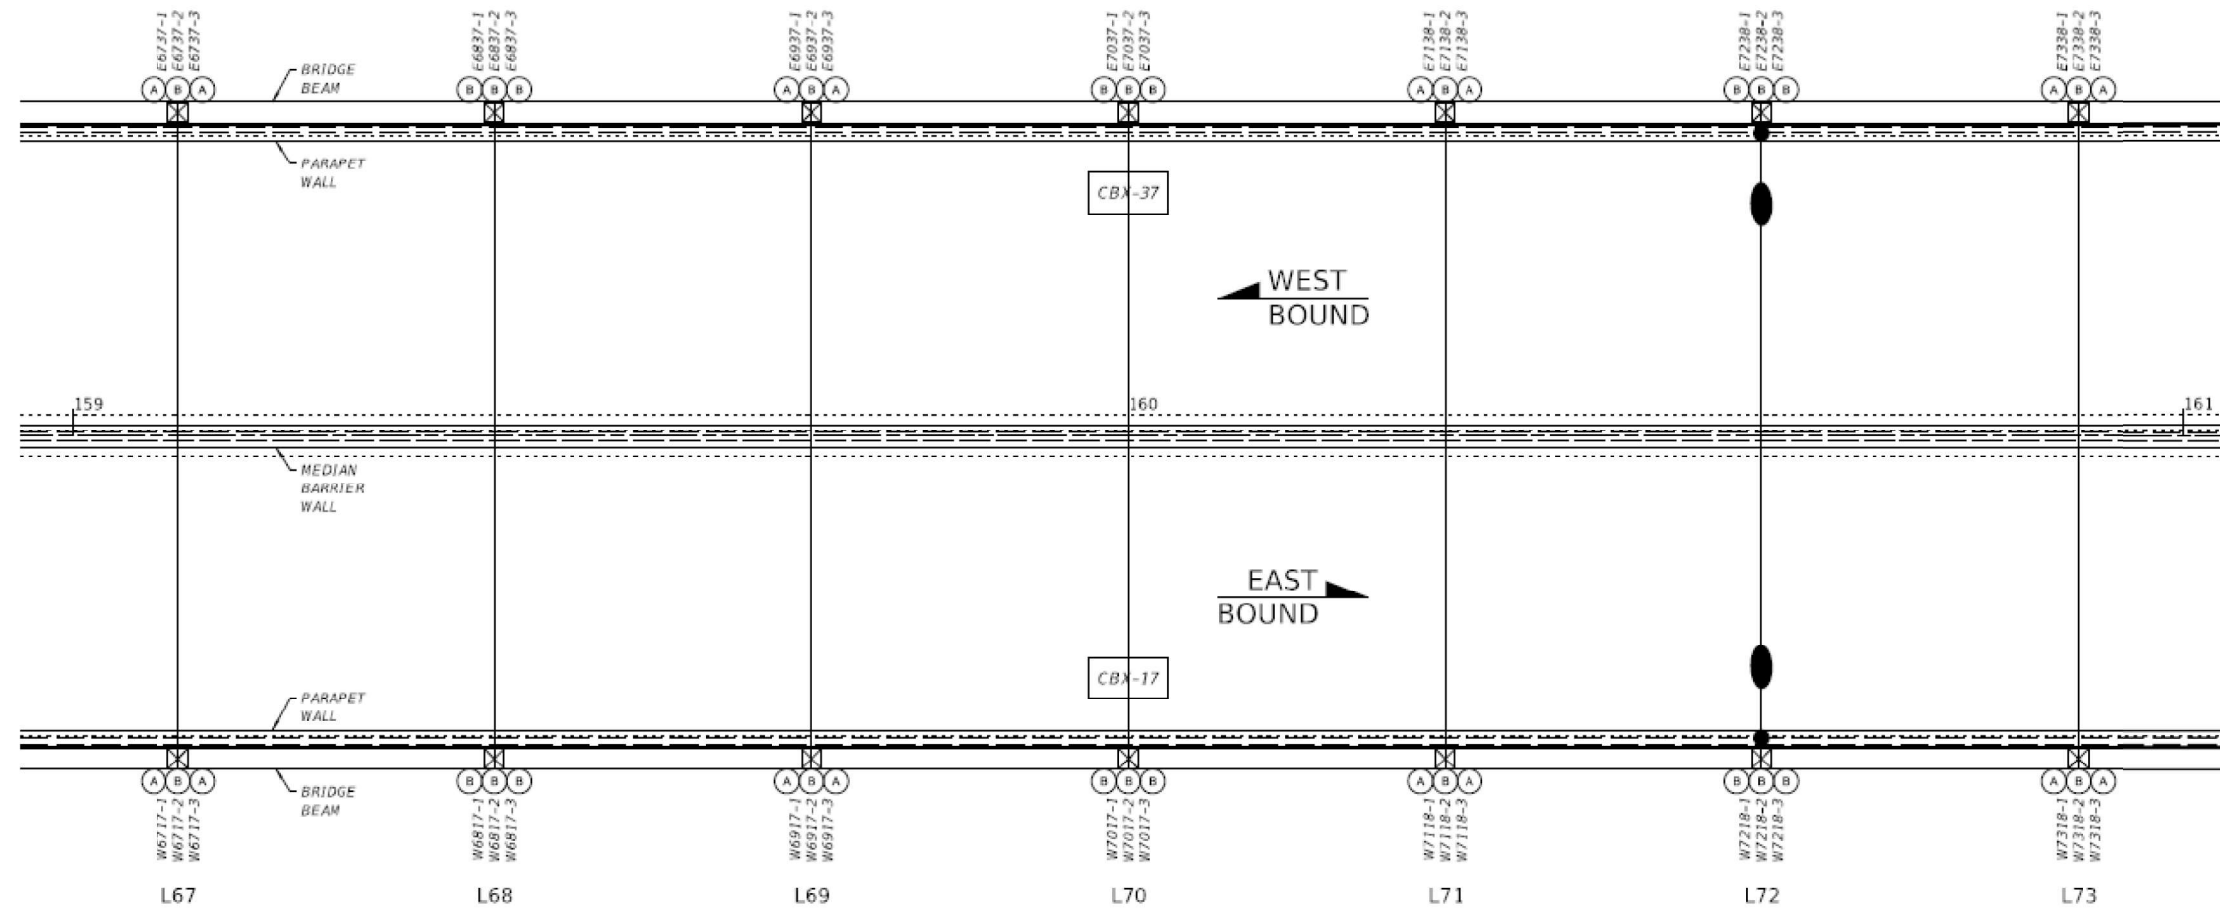 E6737-1
E6737-2
E6737-3
E6837-1
E6837-2
E6837-3
E6937-1
E6937-2
E6937-3
E7037-1
E7037-2
E7037-3
E7138-1
E7138-2
E7138-3
E7238-1
E7238-2
E7238-3
E7338-1
E7338-2
E7338-3
A B A
B B B
A B A
B B B
A B A
B B B
A B A
BRIDGE
BEAM
PARAPET
WALL
CBX-37
WEST
BOUND
159
160
161
MEDIAN
BARRIER
WALL
EAST
BOUND
CBX-17
PARAPET
WALL
BRIDGE
BEAM
A B A
B B B
A B A
B B B
A B A
B B B
A B A
W6717-1
W6717-2
W6717-3
W6817-1
W6817-2
W6817-3
W6917-1
W6917-2
W6917-3
W7017-1
W7017-2
W7017-3
W7118-1
W7118-2
W7118-3
W7218-1
W7218-2
W7218-3
W7318-1
W7318-2
W7318-3
L67
L68
L69
L70
L71
L72
L73